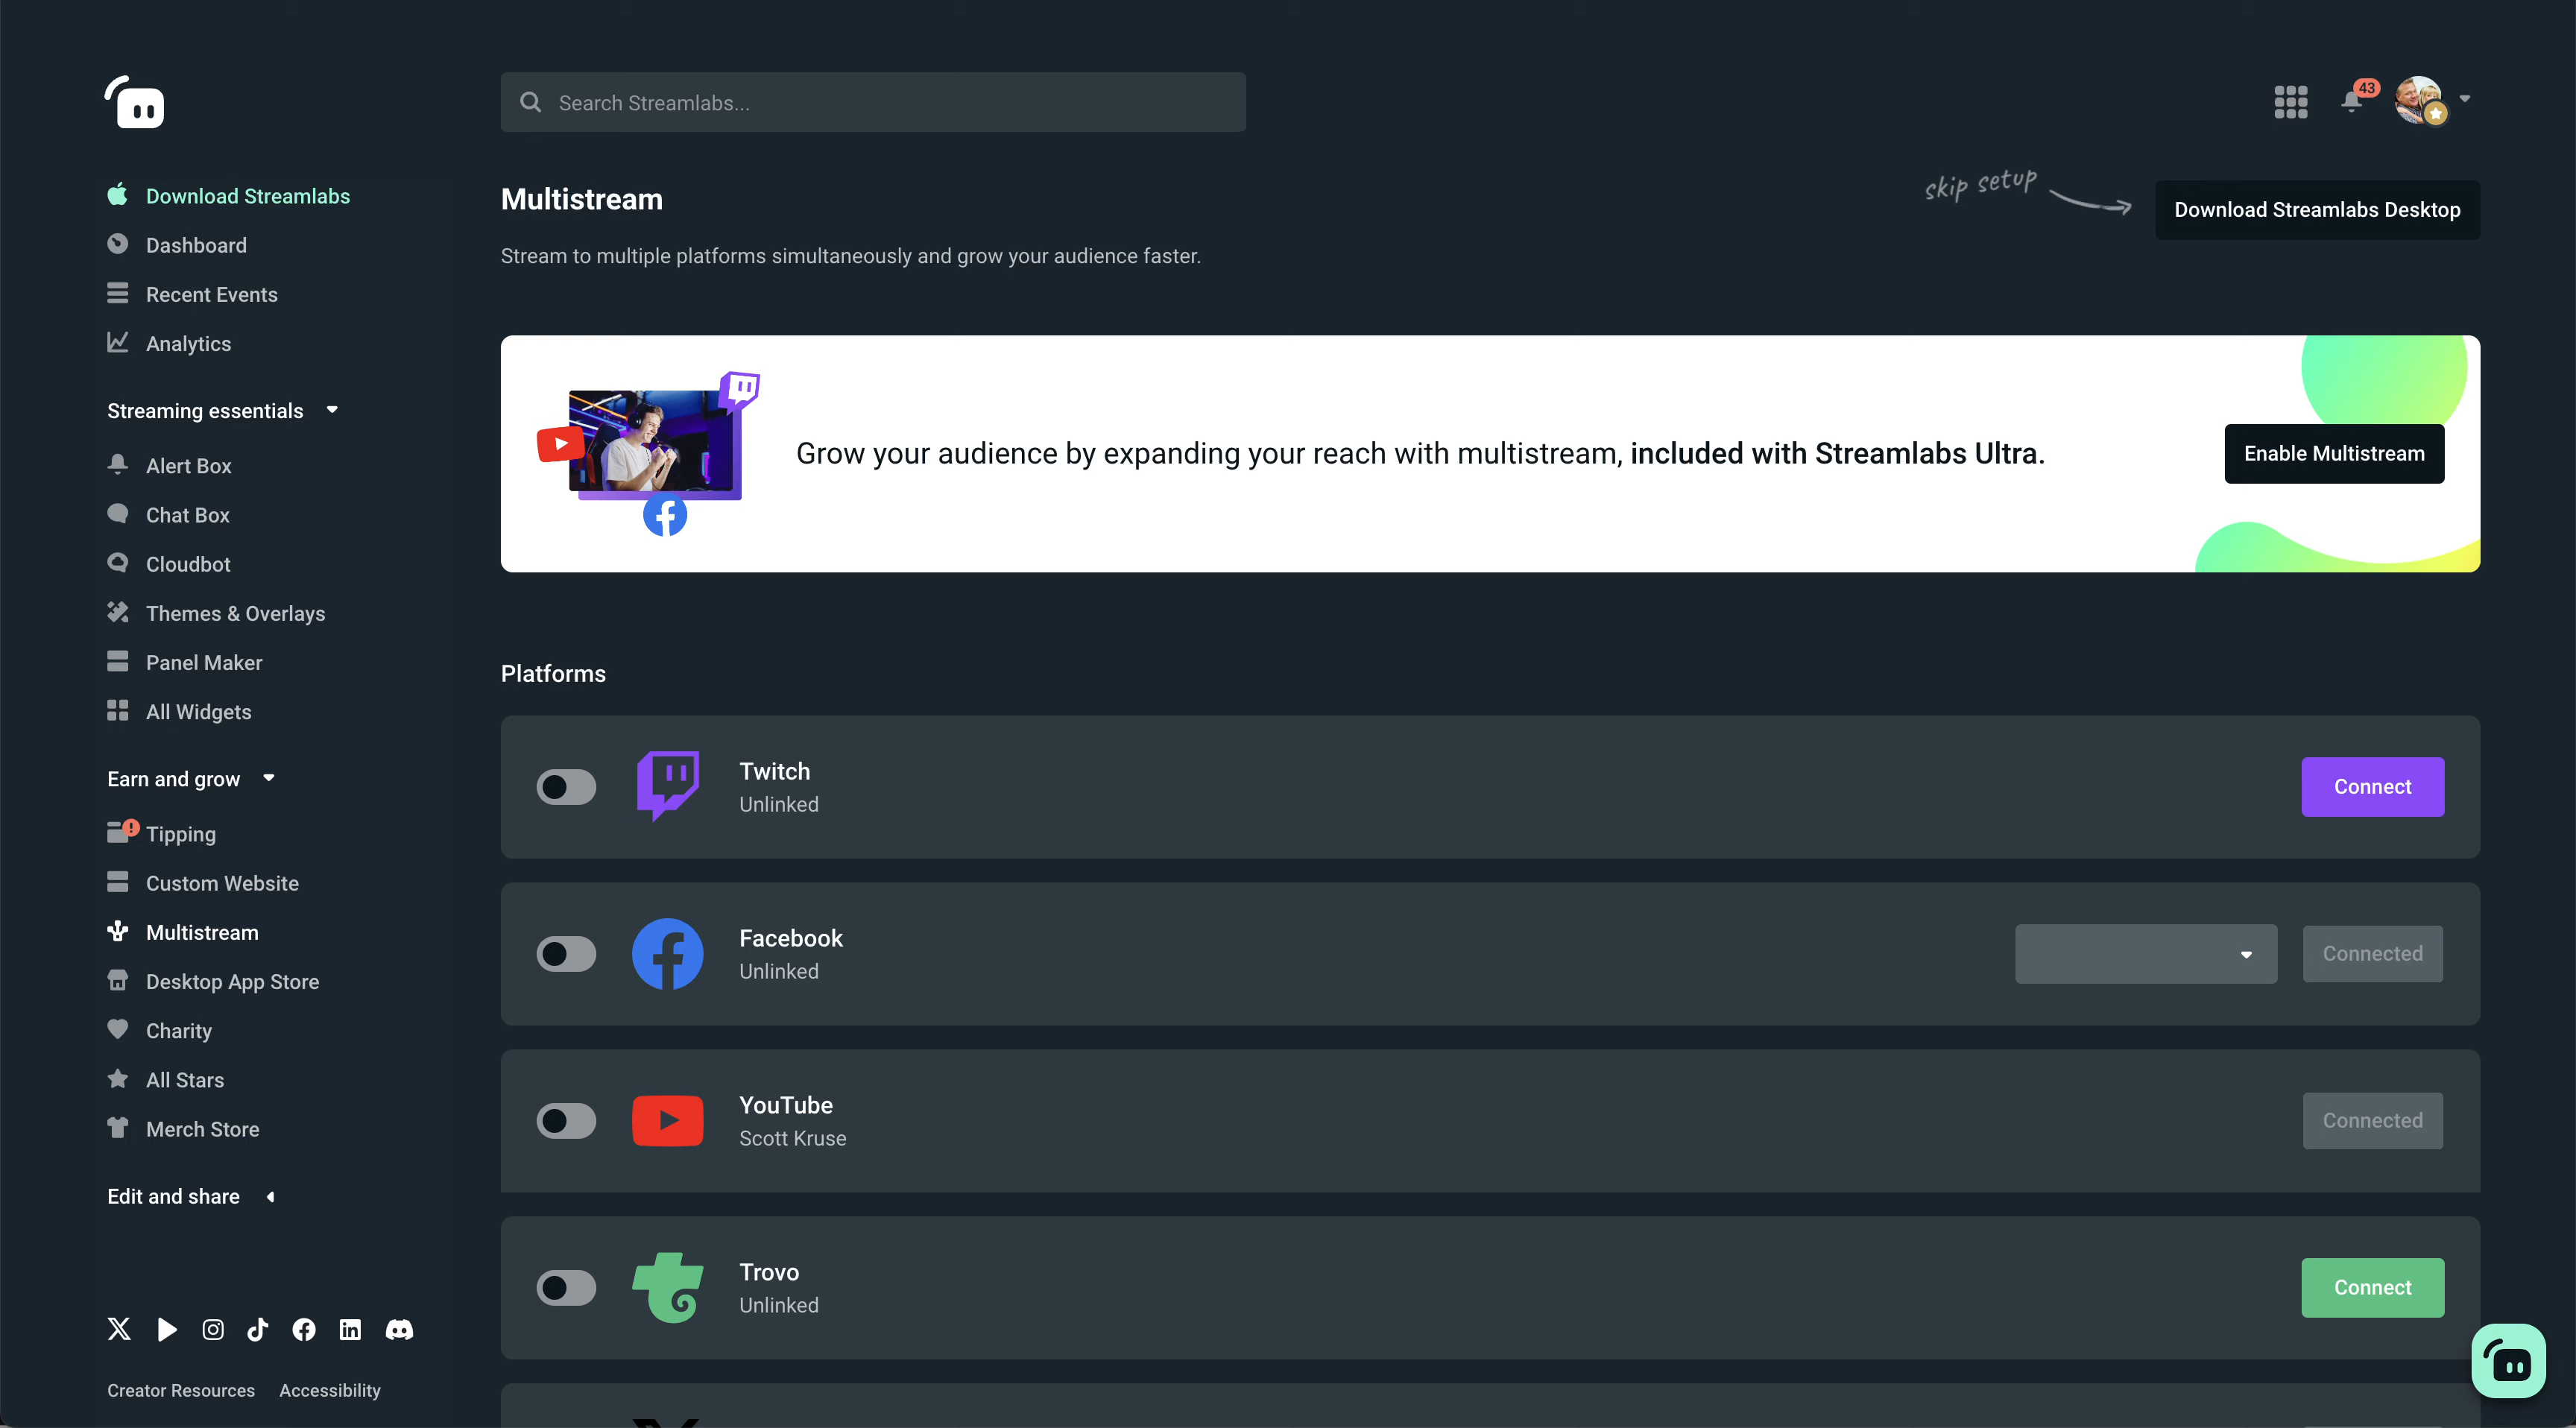 Search Streamlabs...
43
Download Streamlabs
Dashboard
Recent Events
Analytics
Streaming essentials
Alert Box
Chat Box
Cloudbot
Themes & Overlays
Panel Maker
All Widgets
Earn and grow
Tipping
Custom Website
Multistream
Desktop App Store
Charity
All Stars
Merch Store
Edit and share
Creator Resources Accessibility
Multistream
Stream to multiple platforms simultaneously and grow your audience faster.
skip setup
Download Streamlabs Desktop
Grow your audience by expanding your reach with multistream, included with Streamlabs Ultra.
Enable Multistream
Platforms
Twitch
Unlinked
Connect
Facebook
Unlinked
Connected
YouTube
Scott Kruse
Connected
Trovo
Unlinked
Connect